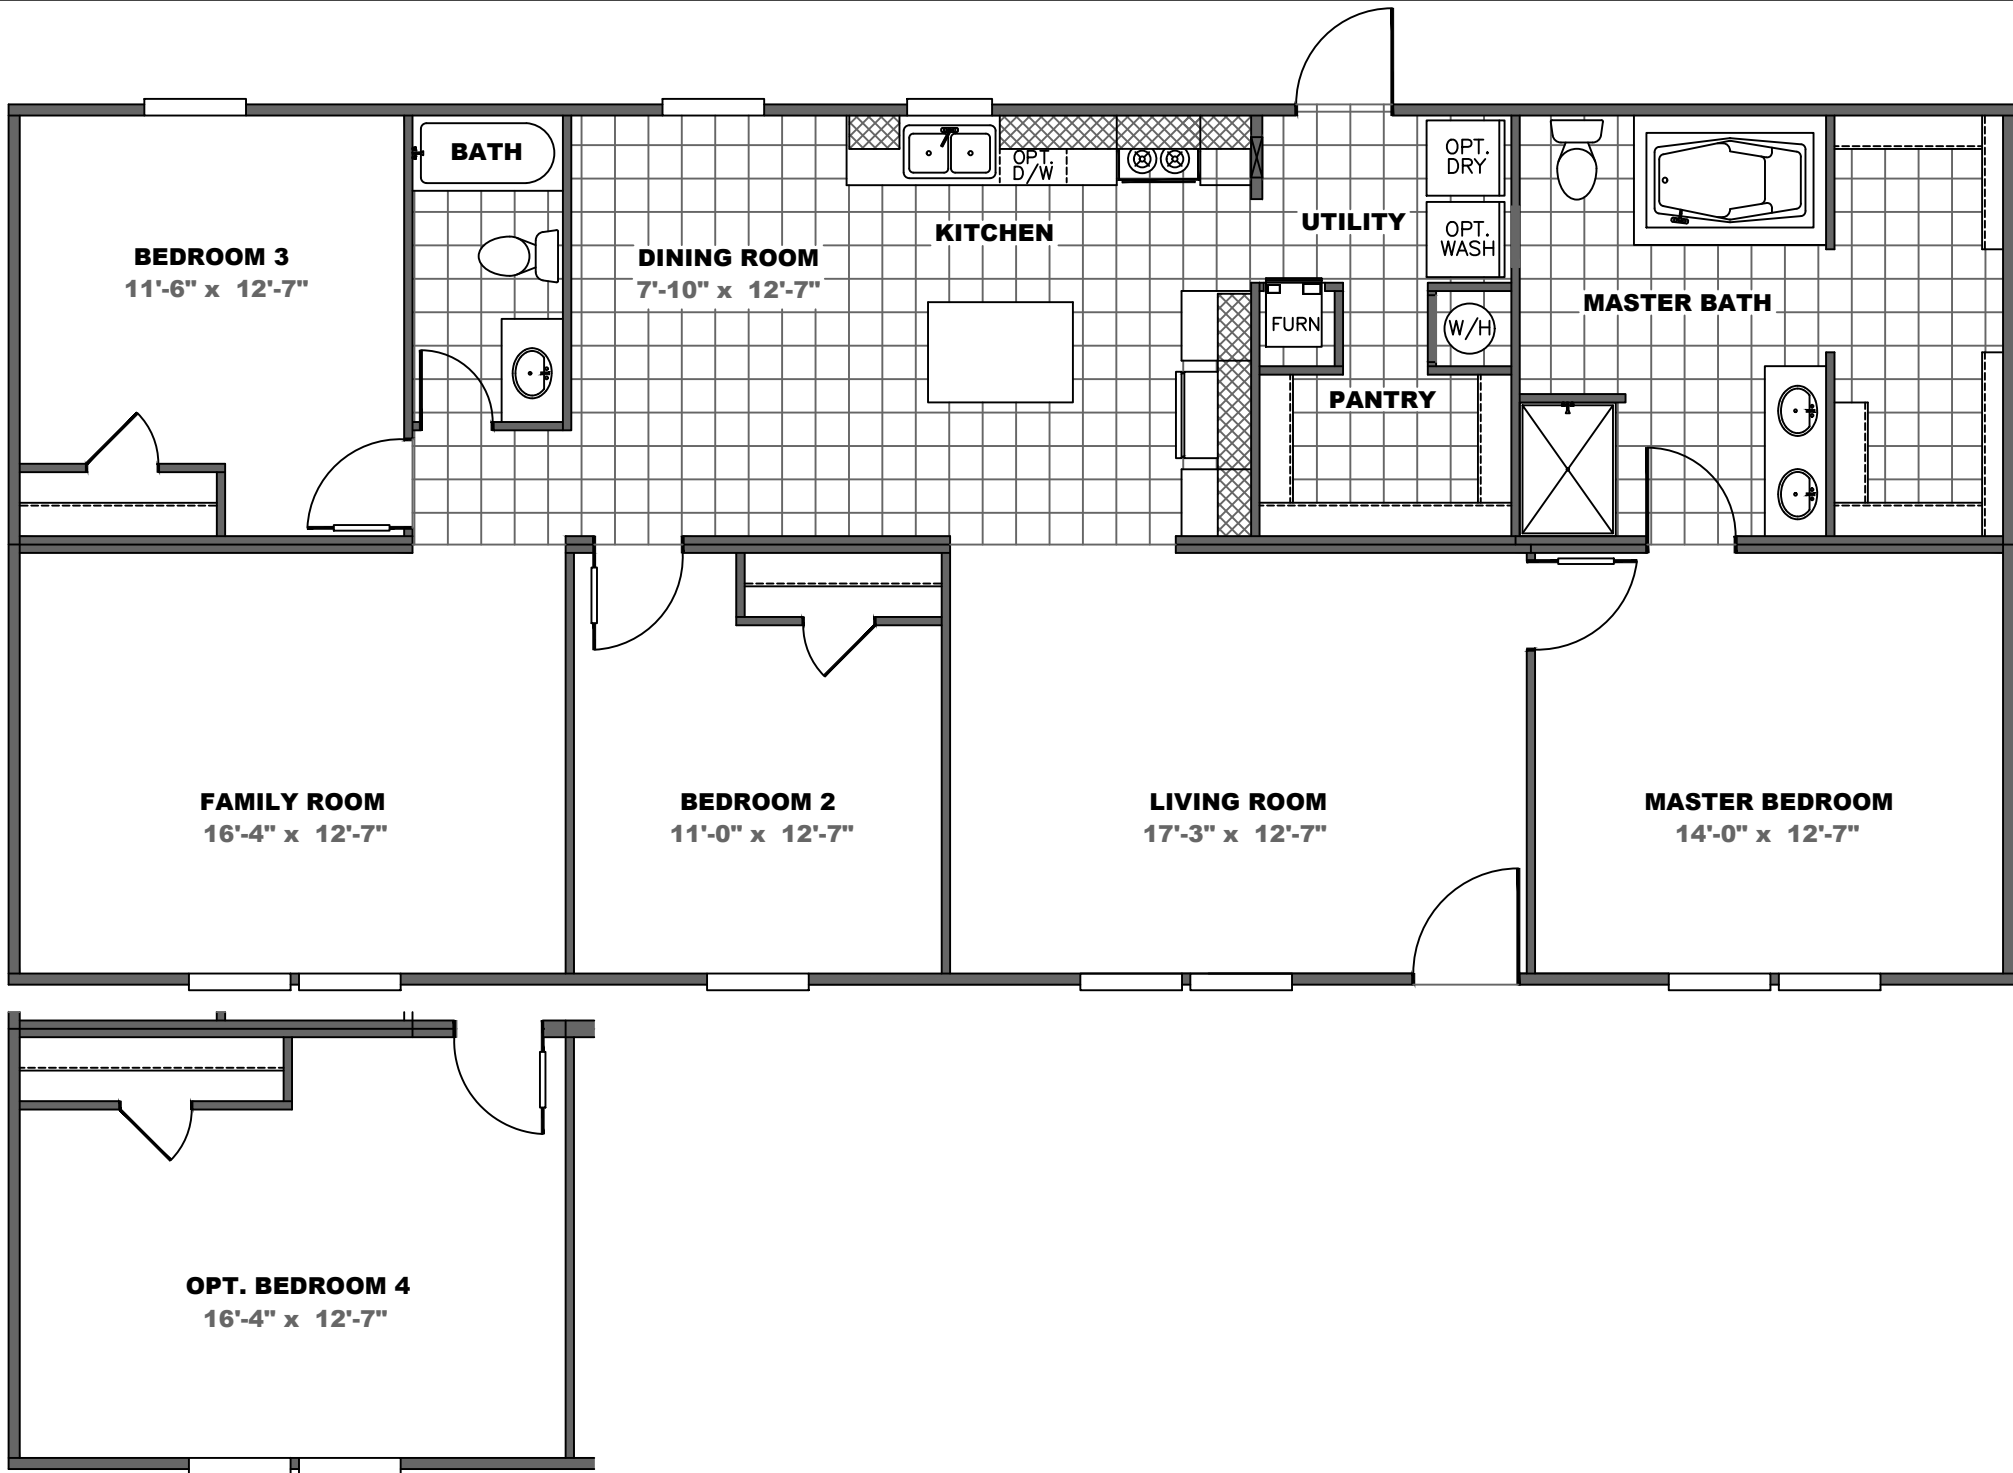 BATH
OPT.
D/W
OPT.
DRY
OPT.
WASH
UTILITY
KITCHEN
BEDROOM 3
11'-6" x 12'-7"
DINING ROOM
7'-10" x 12'-7"
MASTER BATH
FURN
W/H
PANTRY
FAMILY ROOM
16'-4" x 12'-7"
BEDROOM 2
11'-0" x 12'-7"
LIVING ROOM
17'-3" x 12'-7"
MASTER BEDROOM
14'-0" x 12'-7"
OPT. BEDROOM 4
16'-4" x 12'-7"